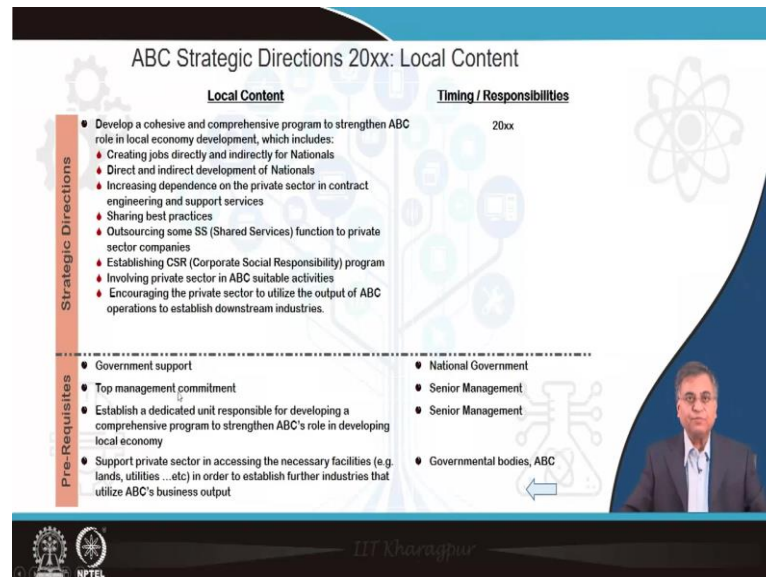 ABC Strategic Directions 20xx: Local Content
Local Content
Timing / Responsibilities
Strategic Directions
Develop a cohesive and comprehensive program to strengthen ABC
role in local economy development, which includes:
20xx
Creating jobs directly and indirectly for Nationals
Direct and indirect development of Nationals
Increasing dependence on the private sector in contract
engineering and support services
Sharing best practices
Outsourcing some SS (Shared Services) function to private
sector companies
Establishing CSR (Corporate Social Responsibility) program
Involving private sector in ABC suitable activities
Encouraging the private sector to utilize the output of ABC
operations to establish downstream industries.
Pre-Requisites
Government support
National Government
Top management commitment
Senior Management
Establish a dedicated unit responsible for developing a
comprehensive program to strengthen ABC's role in developing
local economy
Senior Management
Support private sector in accessing the necessary facilities (e.g.
lands, utilities ...etc) in order to establish further industries that
utilize ABC's business output
Governmental bodies, ABC
IIT Kharagpur
NPTEL